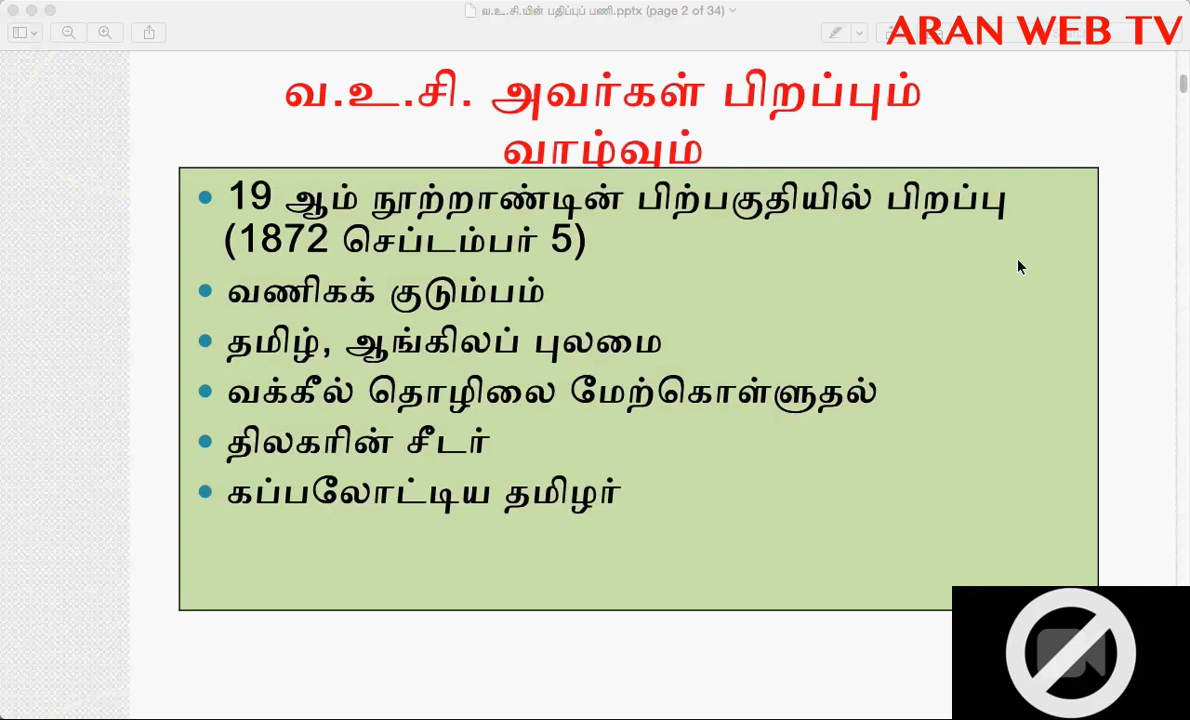 வ.உ.சி.யின் பதிப்புப் பணி.pptx (page 2 of 34)
ARAN WEB TV
வ.உ.சி. அவர்கள் பிறப்பும்
வாழ்வும்
• 19 ஆம் நூற்றாண்டின் பிற்பகுதியில் பிறப்பு
(1872 செப்டம்பர் 5)
• வணிகக் குடும்பம்
• தமிழ், ஆங்கிலப் புலமை
• வக்கீல் தொழிலை மேற்கொள்ளுதல்
• திலகரின் சீடர்
• கப்பலோட்டிய தமிழர்